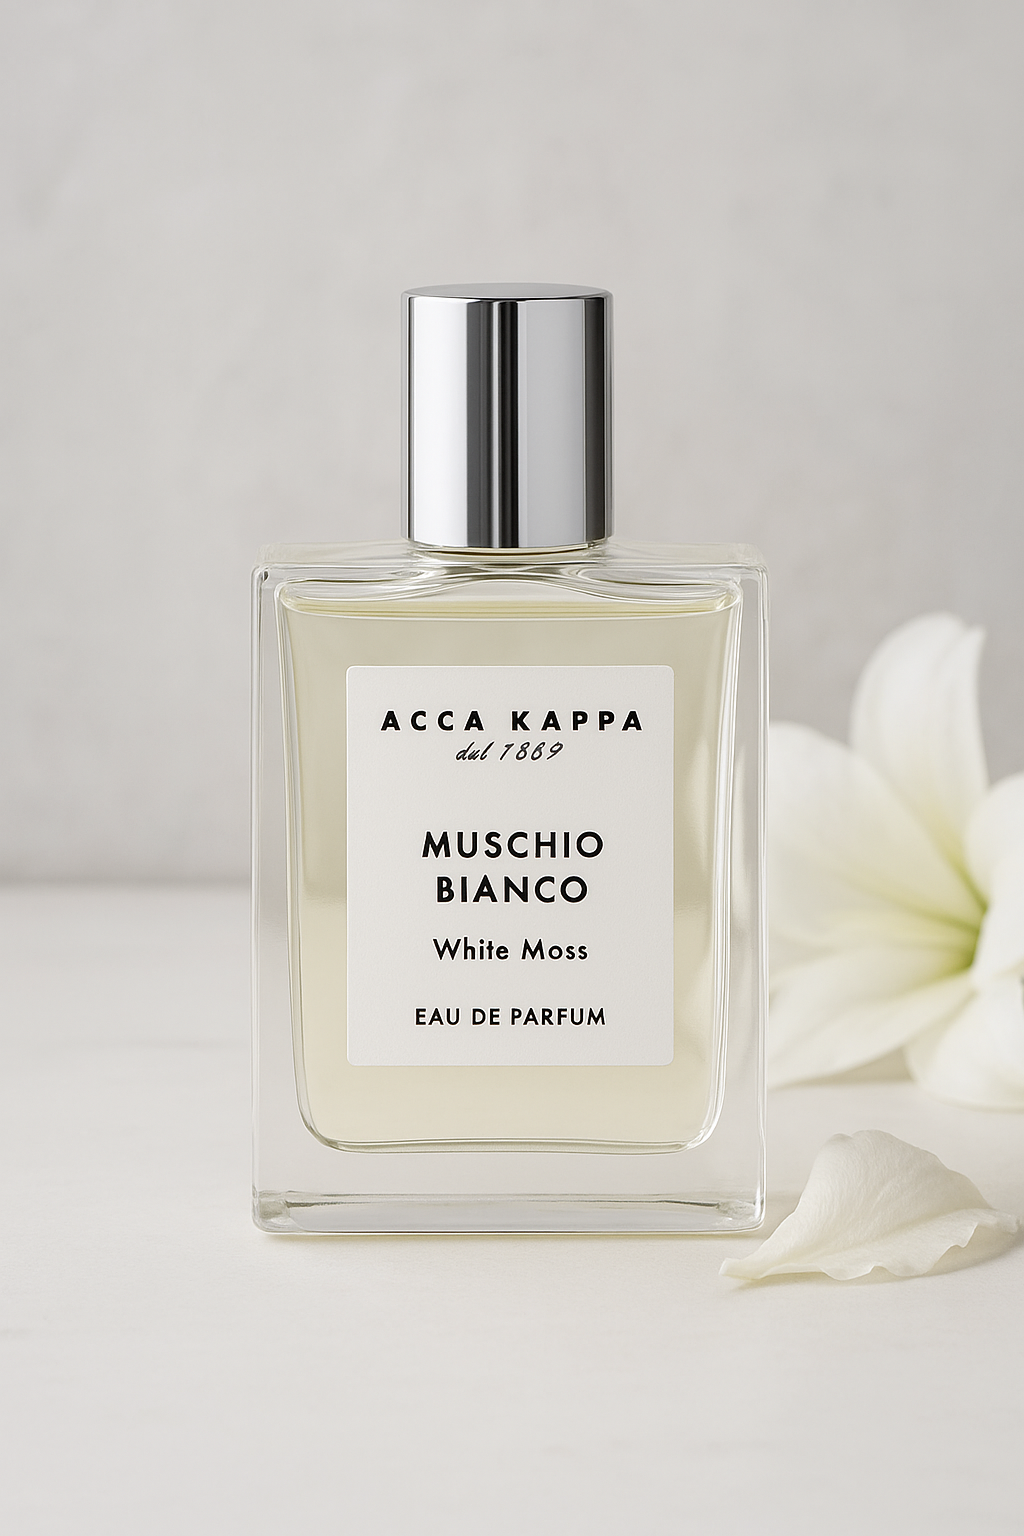 ACCA KAPPA
dal 1869
MUSCHIO
BIANCO
White Moss
EAU DE PARFUM